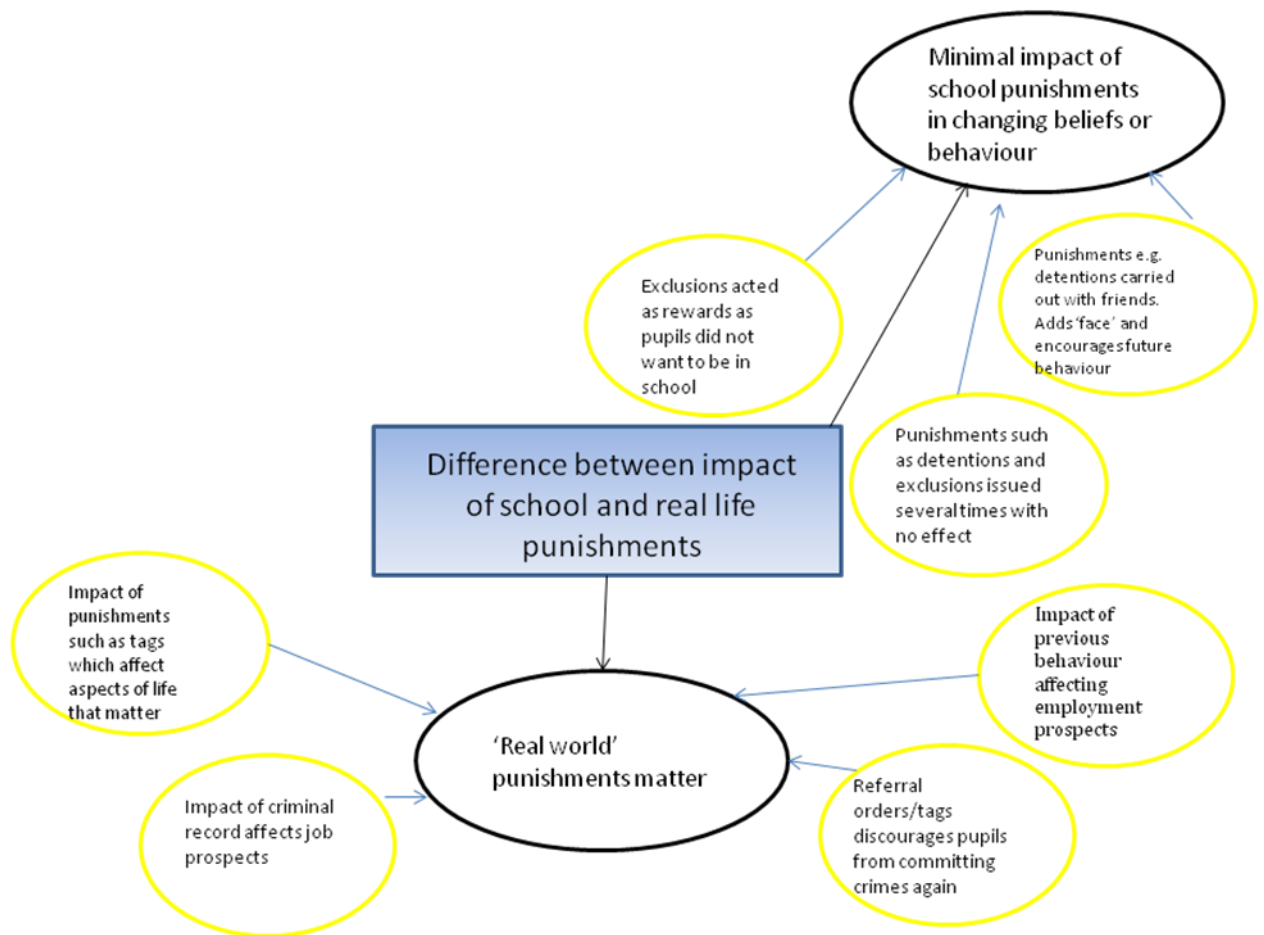 Minimal impact of
school punishments
in changing beliefs or
behaviour
Exclusions acted
as rewards as
pupils did not
want to be in
school
Punishments e.g.
detentions carried
out with friends.
Adds ‘face’ and
encourages future
behaviour
Punishments such
as detentions and
exclusions issued
several times with
no effect
Difference between impact
of school and real life
punishments
Impact of
punishments
such as tags
which affect
aspects of life
that matter
Impact of
previous
behaviour
affecting
employment
prospects
‘Real world’
punishments matter
Impact of criminal
record affects job
prospects
Referral
orders/tags
discourages pupils
from committing
crimes again